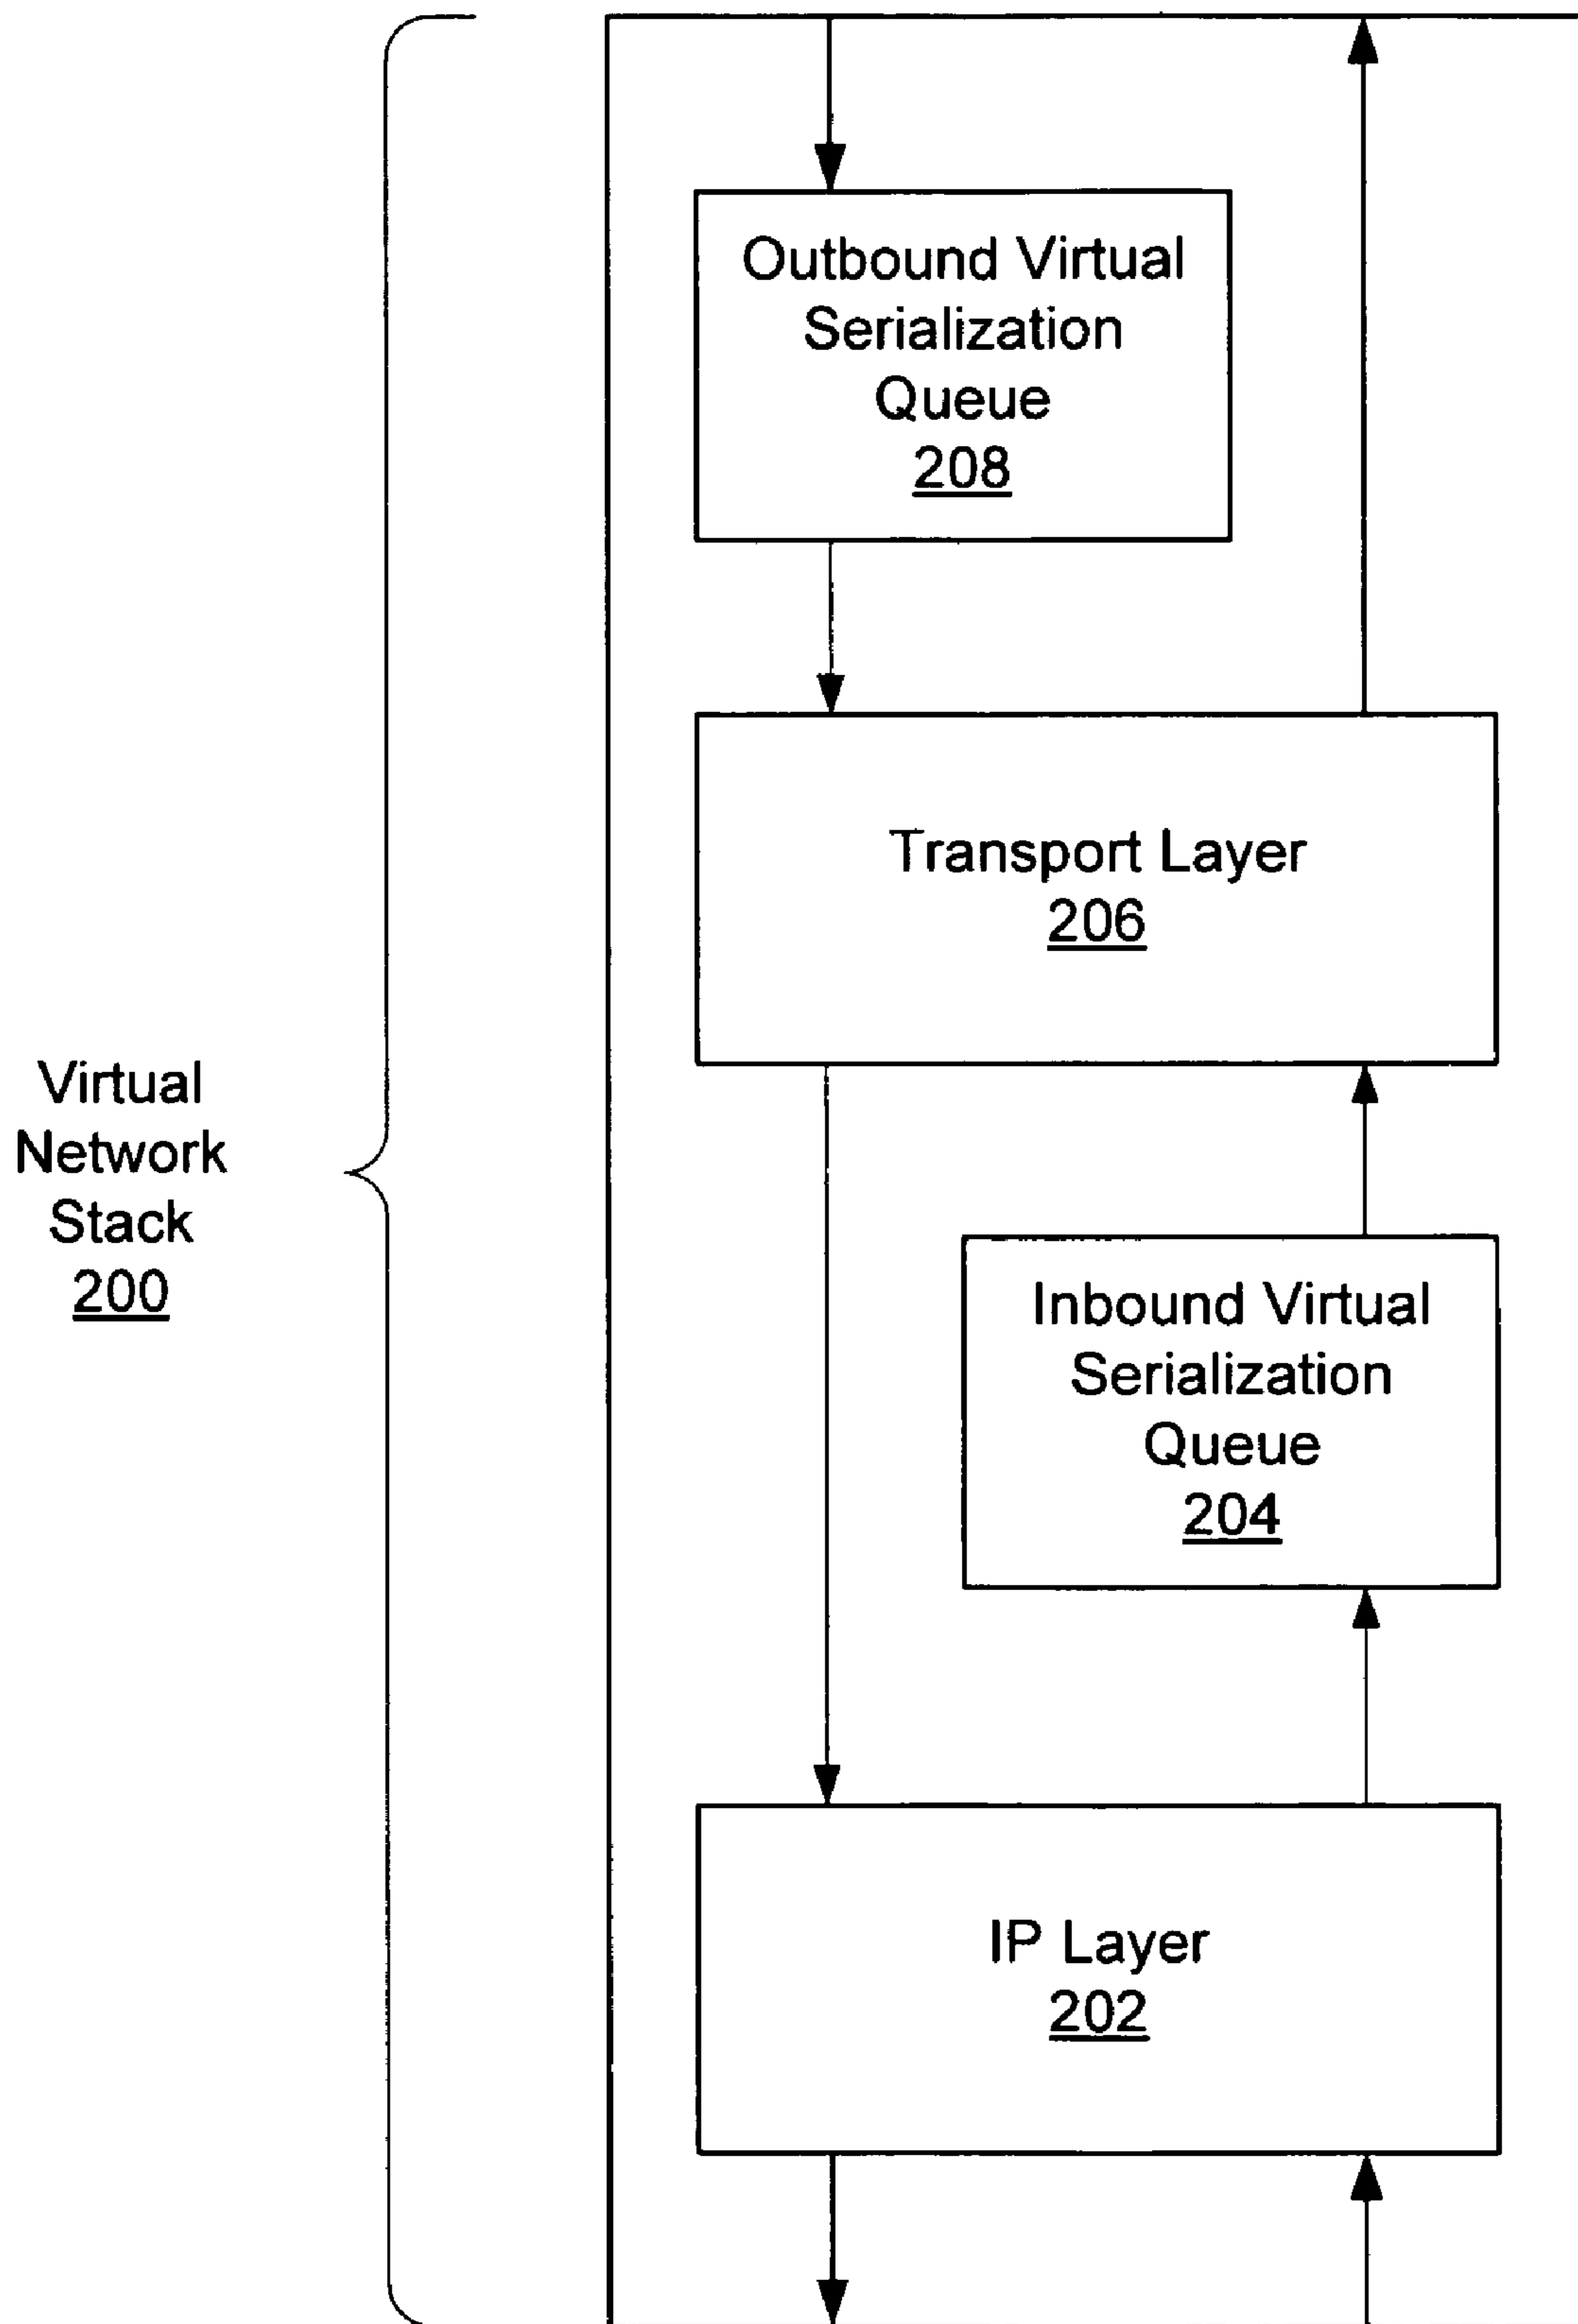 Outbound Virtual
Serialization
Queue
208
Transport Layer
206
Virtual
Network
Stack
200
Inbound Virtual
Serialization
Queue
204
IP Layer
202